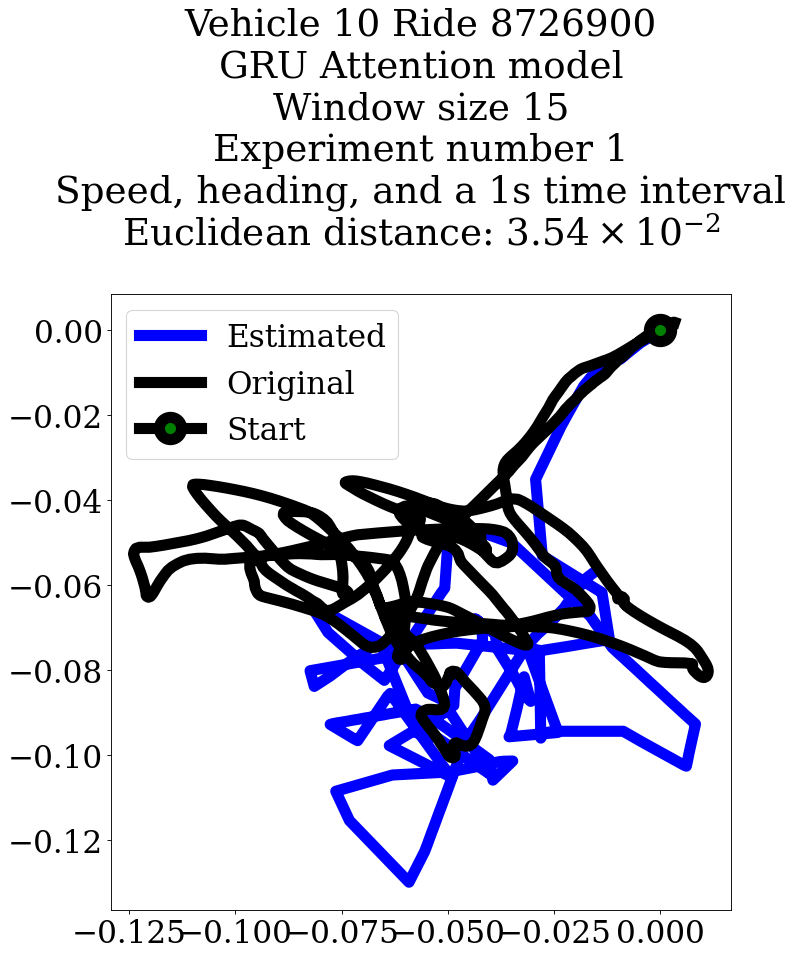 Vehicle 10 Ride 8726900
GRU Attention model
Window size 15
Experiment number 1
Speed, heading, and a 1s time interval
Euclidean distance: 3.54 × 10⁻²
Estimated
Original
Start
0.00
−0.02
−0.04
−0.06
−0.08
−0.10
−0.12
−0.125 −0.100 −0.075 −0.050 −0.025 0.000